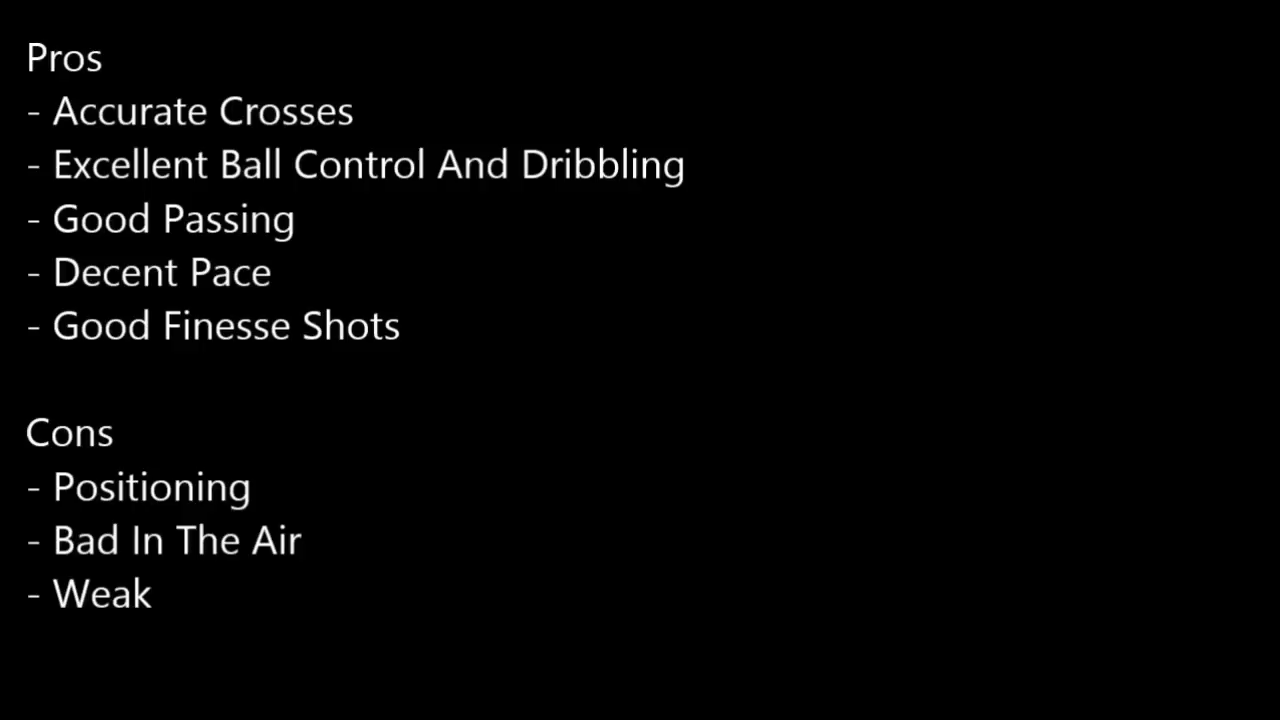 Pros
- Accurate Crosses
- Excellent Ball Control And Dribbling
- Good Passing
- Decent Pace
- Good Finesse Shots
Cons
- Positioning
- Bad In The Air
- Weak